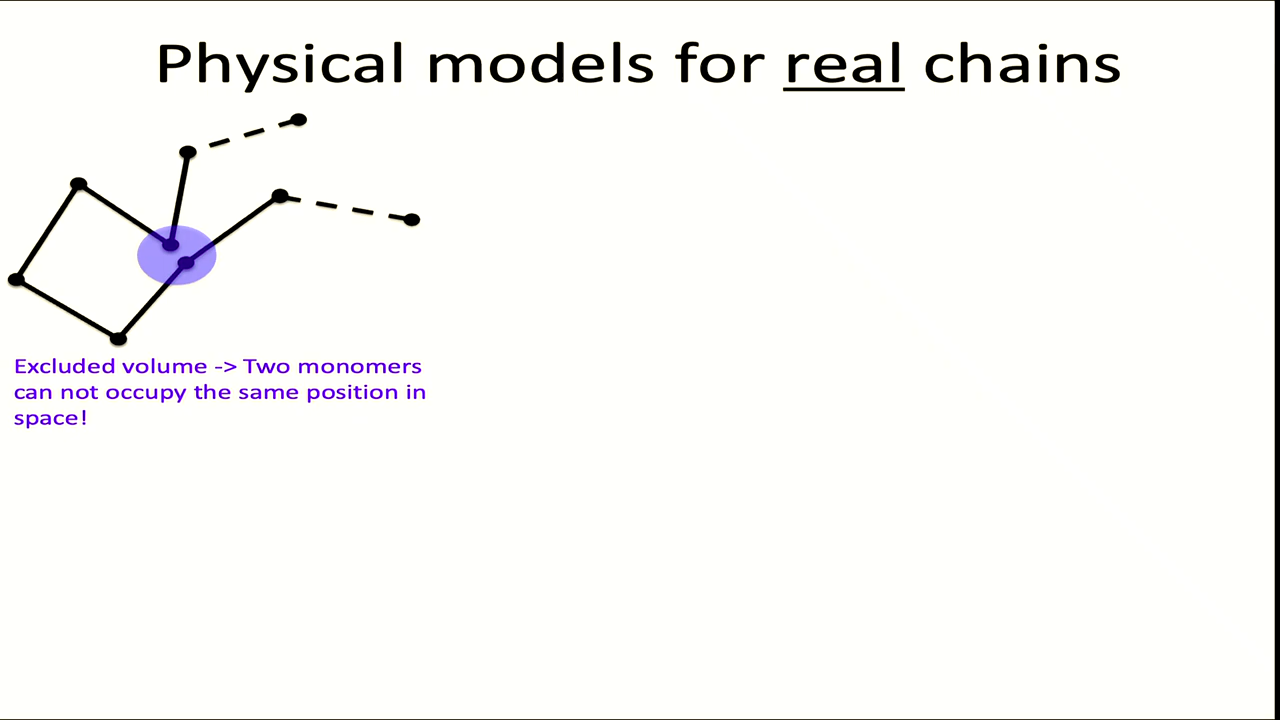 Physical models for real chains
Excluded volume -> Two monomers
can not occupy the same position in
space!